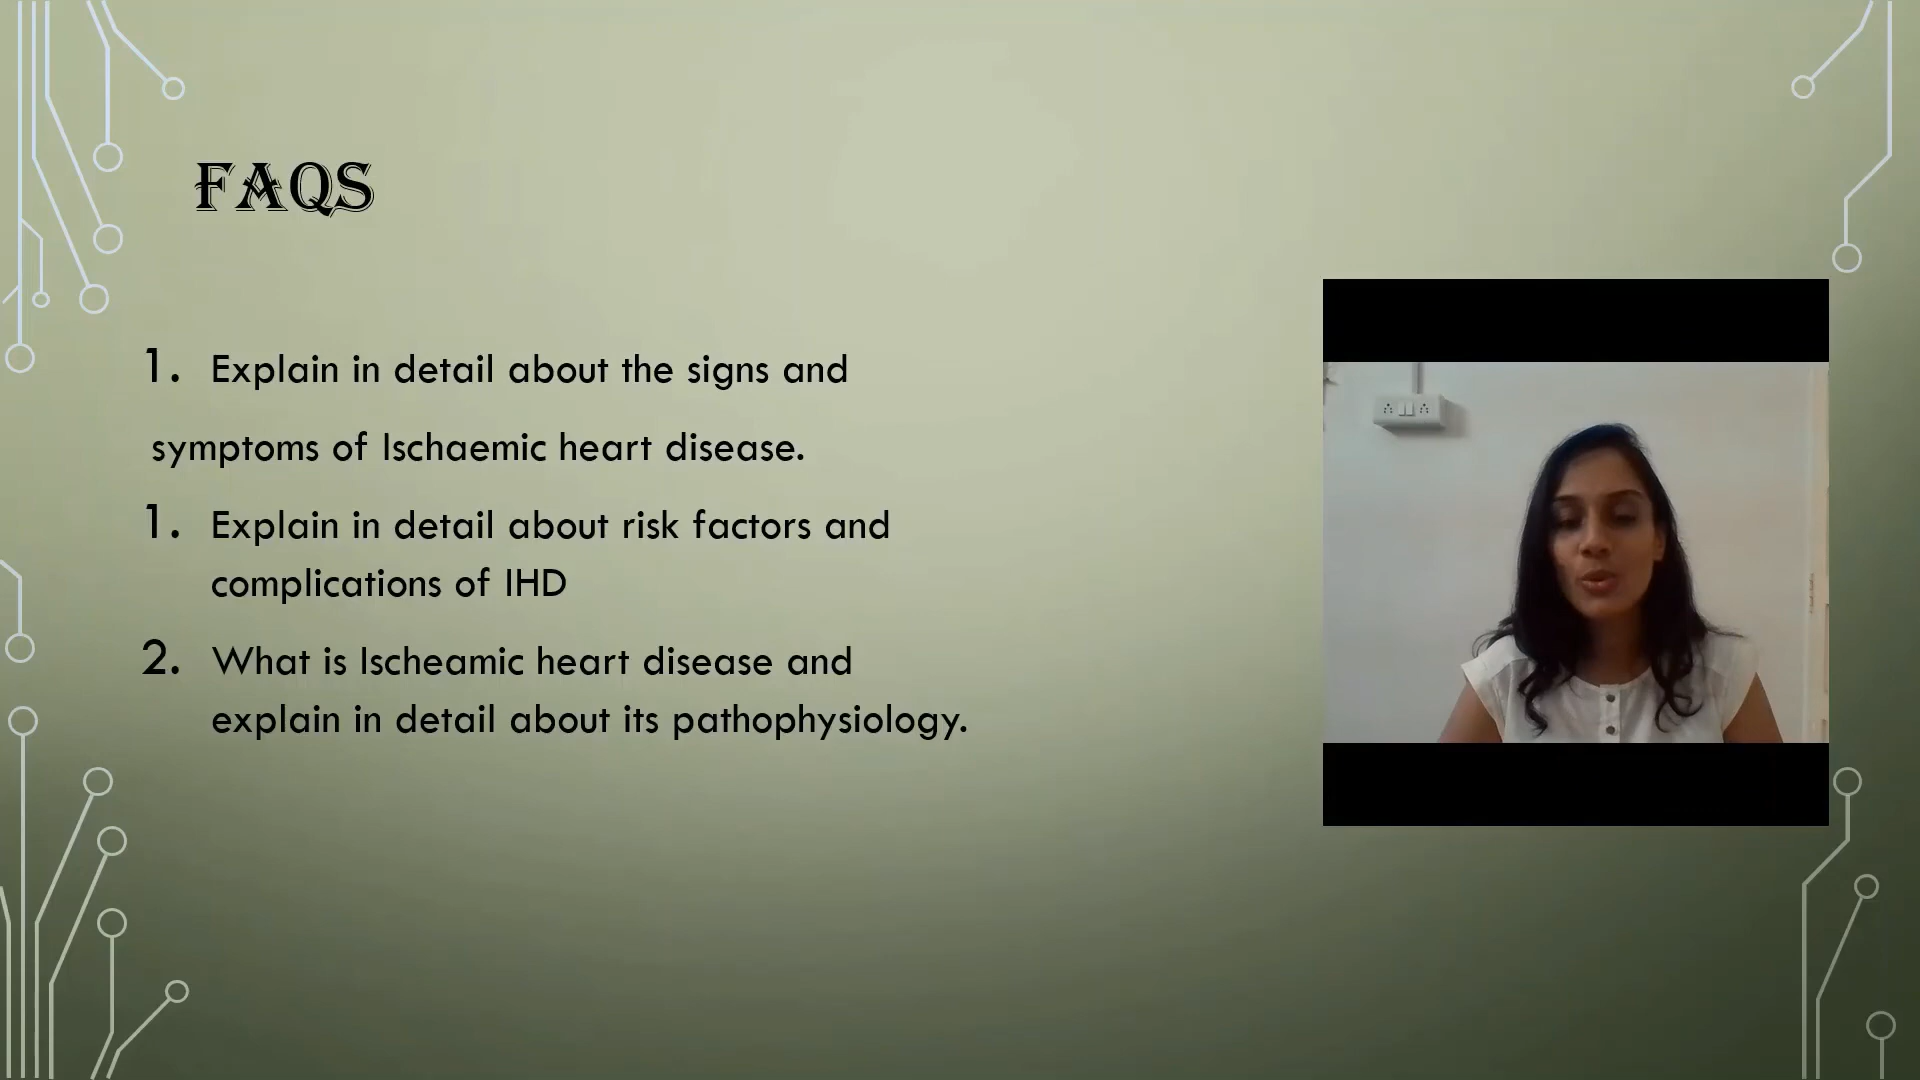 FAQS
1. Explain in detail about the signs and
symptoms of Ischaemic heart disease.
1. Explain in detail about risk factors and
complications of IHD
2. What is Ischeamic heart disease and
explain in detail about its pathophysiology.